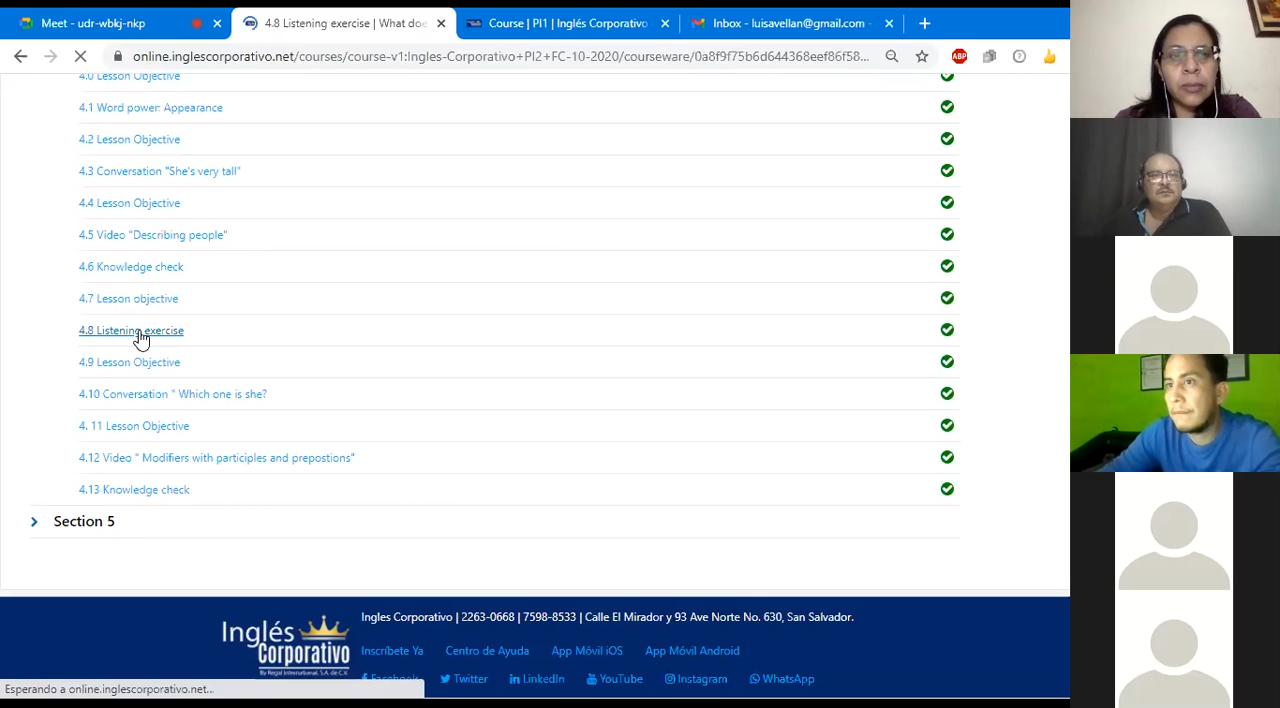 Meet - udr-wbkj-nkp
4.8 Listening exercise | What doe
Course | PI1 | Inglés Corporativo
Inbox - luisavellan@gmail.com -
online.inglescorporativo.net/courses/course-v1:Ingles-Corporativo+PI2+FC-10-2020/courseware/0a8f9f75b6d644368eef86f58...
ABP
4.0 Lesson Objective
4.1 Word power: Appearance
4.2 Lesson Objective
4.3 Conversation "She's very tall"
4.4 Lesson Objective
4.5 Video "Describing people"
4.6 Knowledge check
4.7 Lesson objective
4.8 Listening exercise
4.9 Lesson Objective
4.10 Conversation " Which one is she?
4. 11 Lesson Objective
4.12 Video " Modifiers with participles and prepostions"
4.13 Knowledge check
Section 5
Inglés Corporativo
By Regal International, S.A. de C.V.
Ingles Corporativo | 2263-0668 | 7598-8533 | Calle El Mirador y 93 Ave Norte No. 630, San Salvador.
Inscríbete Ya
Centro de Ayuda
App Móvil iOS
App Móvil Android
Facebook
Twitter
LinkedIn
YouTube
Instagram
WhatsApp
Esperando a online.inglescorporativo.net...